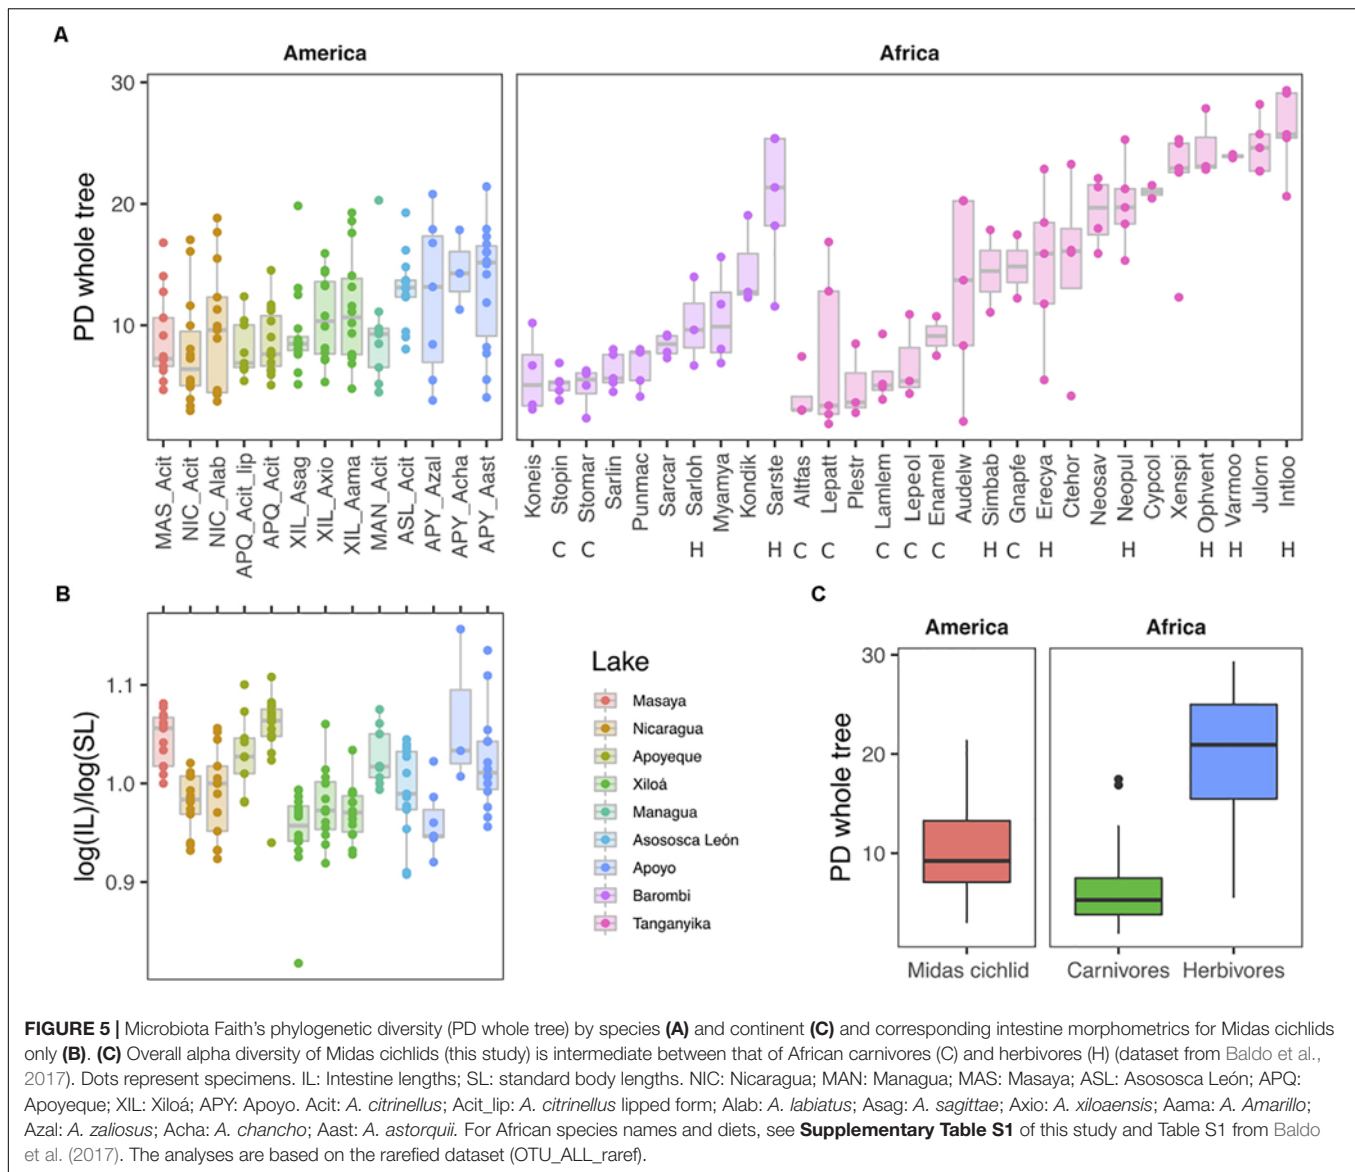 A
America
Africa
PD whole tree
30
20
10
MAS_Acit
NIC_Acit
NIC_Alab
APQ_Acit_lip
APQ_Acit
XIL_Asag
XIL_Axio
XIL_Aama
MAN_Acit
ASL_Acit
APY_Azal
APY_Acha
APY_Aast
Koneis
Stopin
Stomar
Sarlin
Punmac
Sarcar
Sarloh
Myamya
Kondik
Sarste
Altfas
Lepatt
Plestr
Lamlem
Lepeol
Enamel
Audelw
Simbab
Gnapfe
Erecya
Ctehor
Neosav
Neopul
Cypcol
Xenspi
Ophvent
Varmoo
Julorn
Intloo
C C H H C C C C C H C H H H H H
B
log(IL)/log(SL)
1.1
1.0
0.9
Lake
Masaya
Nicaragua
Apoyeque
Xiloá
Managua
Asososca León
Apoyo
Barombi
Tanganyika
C
America
Africa
PD whole tree
30
20
10
Midas cichlid
Carnivores
Herbivores
FIGURE 5 | Microbiota Faith's phylogenetic diversity (PD whole tree) by species (A) and continent (C) and corresponding intestine morphometrics for Midas cichlids
only (B). (C) Overall alpha diversity of Midas cichlids (this study) is intermediate between that of African carnivores (C) and herbivores (H) (dataset from Baldo et al.,
2017). Dots represent specimens. IL: Intestine lengths; SL: standard body lengths. NIC: Nicaragua; MAN: Managua; MAS: Masaya; ASL: Asososca León; APQ:
Apoyeque; XIL: Xiloá; APY: Apoyo. Acit: A. citrinellus; Acit_lip: A. citrinellus lipped form; Alab: A. labiatus; Asag: A. sagittae; Axio: A. xiloaensis; Aama: A. Amarillo;
Azal: A. zaliosus; Acha: A. chancho; Aast: A. astorquii. For African species names and diets, see Supplementary Table S1 of this study and Table S1 from Baldo
et al. (2017). The analyses are based on the rarefied dataset (OTU_ALL_raref).